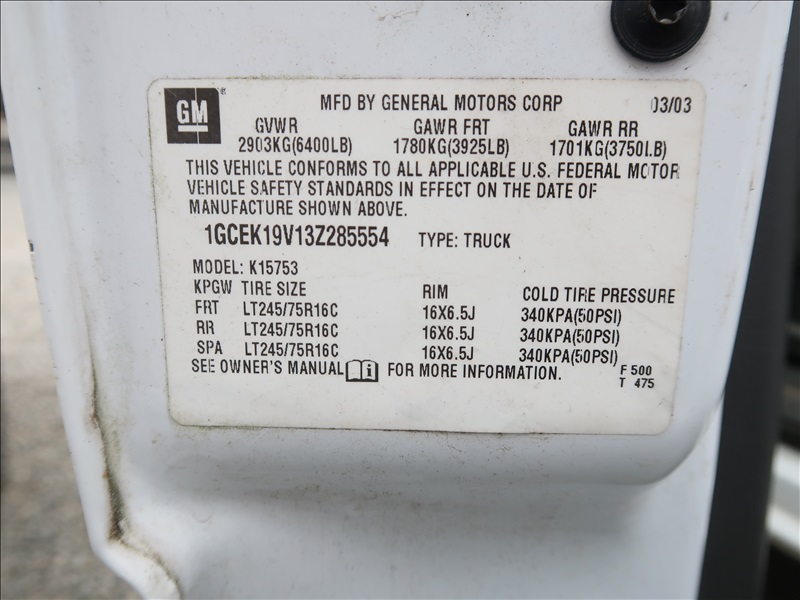 GM MFD BY GENERAL MOTORS CORP 03/03
GVWR GAWR FRT GAWR RR
2903KG(6400LB) 1780KG(3925LB) 1701KG(3750LB)
THIS VEHICLE CONFORMS TO ALL APPLICABLE U.S. FEDERAL MOTOR
VEHICLE SAFETY STANDARDS IN EFFECT ON THE DATE OF
MANUFACTURE SHOWN ABOVE.
1GCEK19V13Z285554 TYPE: TRUCK
MODEL: K15753
KPGW TIRE SIZE RIM COLD TIRE PRESSURE
FRT LT245/75R16C 16X6.5J 340KPA(50PSI)
RR LT245/75R16C 16X6.5J 340KPA(50PSI)
SPA LT245/75R16C 16X6.5J 340KPA(50PSI)
SEE OWNER'S MANUAL i FOR MORE INFORMATION. F 500
T 475